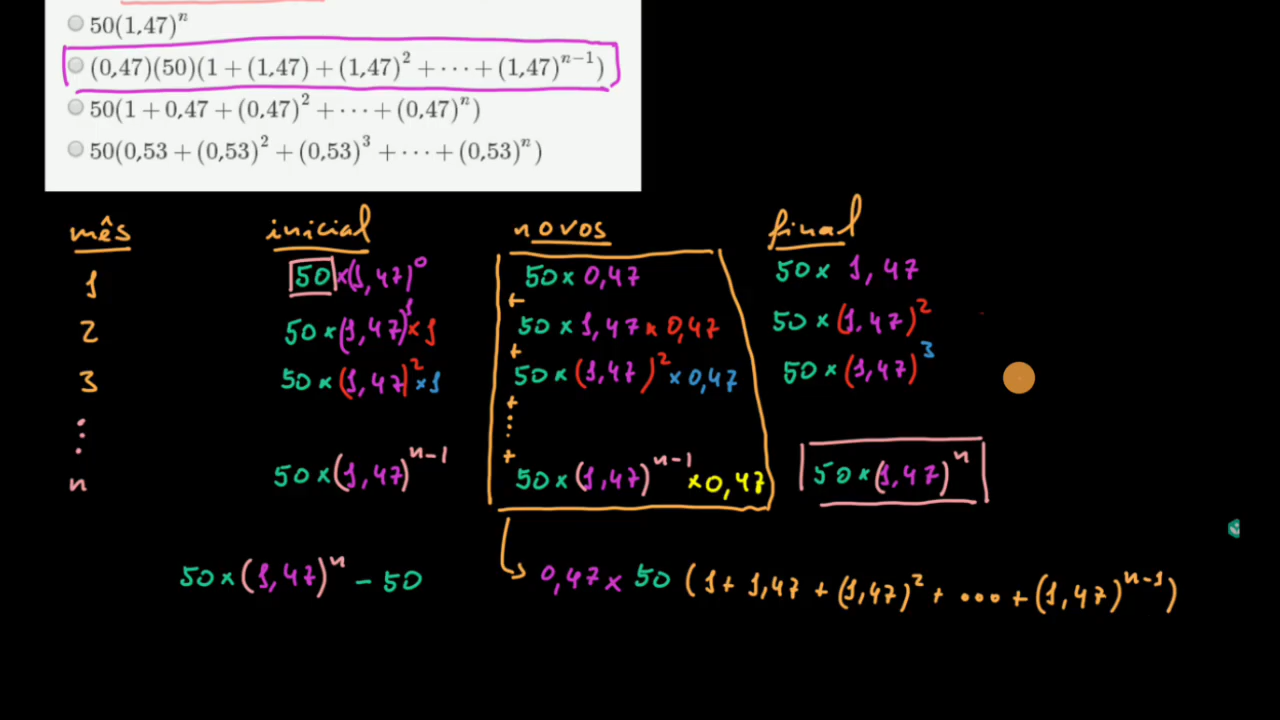 50(1,47)ⁿ
(0,47)(50)(1 + (1,47) + (1,47)² + ··· + (1,47)ⁿ⁻¹)
50(1 + 0,47 + (0,47)² + ··· + (0,47)ⁿ)
50(0,53 + (0,53)² + (0,53)³ + ··· + (0,53)ⁿ)
mês inicial novos final
1 50×(1,47)⁰ 50× 0,47 50× 1,47
+
2 50×(1,47)¹×1 50× 1,47×0,47 50×(1,47)²
+
3 50×(1,47)²×1 50×(1,47)²×0,47 50×(1,47)³
+
⋮ ⋮
+
n 50×(1,47)ⁿ⁻¹ 50×(1,47)ⁿ⁻¹×0,47 50×(1,47)ⁿ
50×(1,47)ⁿ − 50 0,47× 50 (1+ 1,47 + (1,47)² + ... + (1,47)ⁿ⁻¹)